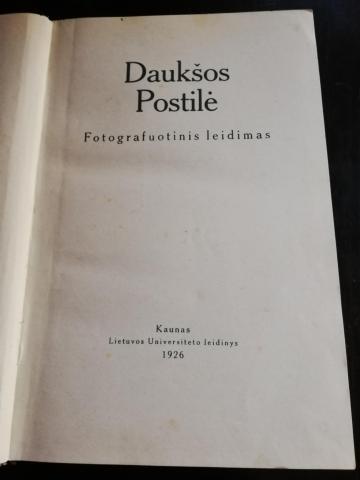 Daukšos
Postilė
Fotografuotinis leidimas
Kaunas
Lietuvos Universiteto leidinys
1926